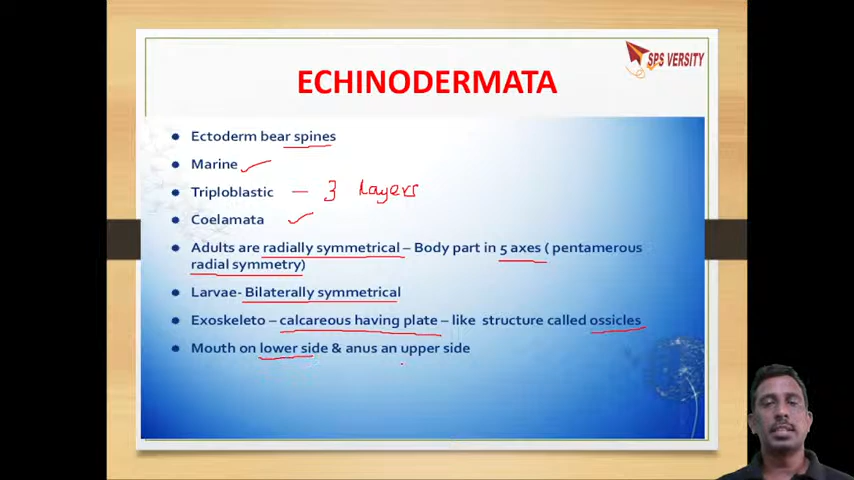 SPS VERSITY
ECHINODERMATA
Ectoderm bear spines
Marine
Triploblastic — 3 Layers
Coelamata
Adults are radially symmetrical – Body part in 5 axes ( pentamerous
radial symmetry)
Larvae- Bilaterally symmetrical
Exoskeleto – calcareous having plate – like structure called ossicles
Mouth on lower side & anus an upper side